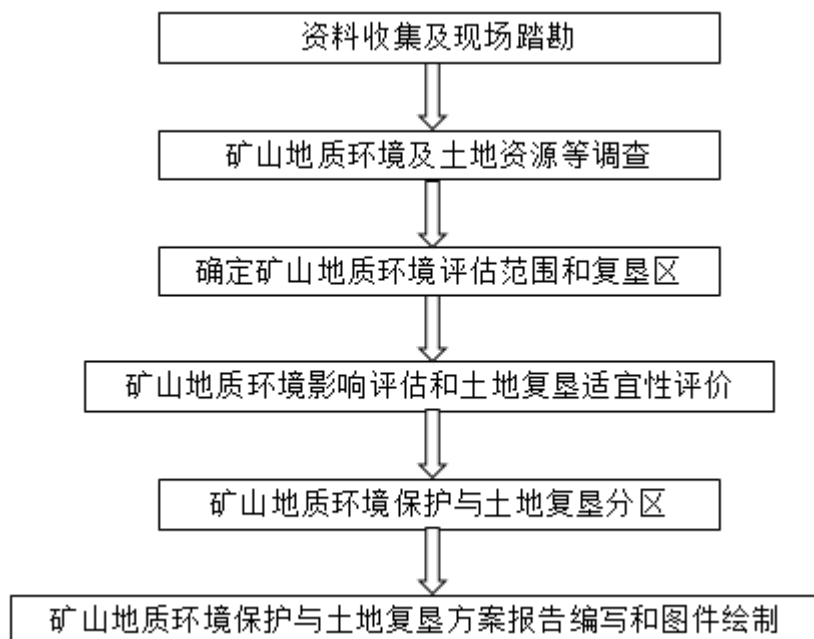 资料收集及现场踏勘
矿山地质环境及土地资源等调查
确定矿山地质环境评估范围和复垦区
矿山地质环境影响评估和土地复垦适宜性评价
矿山地质环境保护与土地复垦分区
矿山地质环境保护与土地复垦方案报告编写和图件绘制